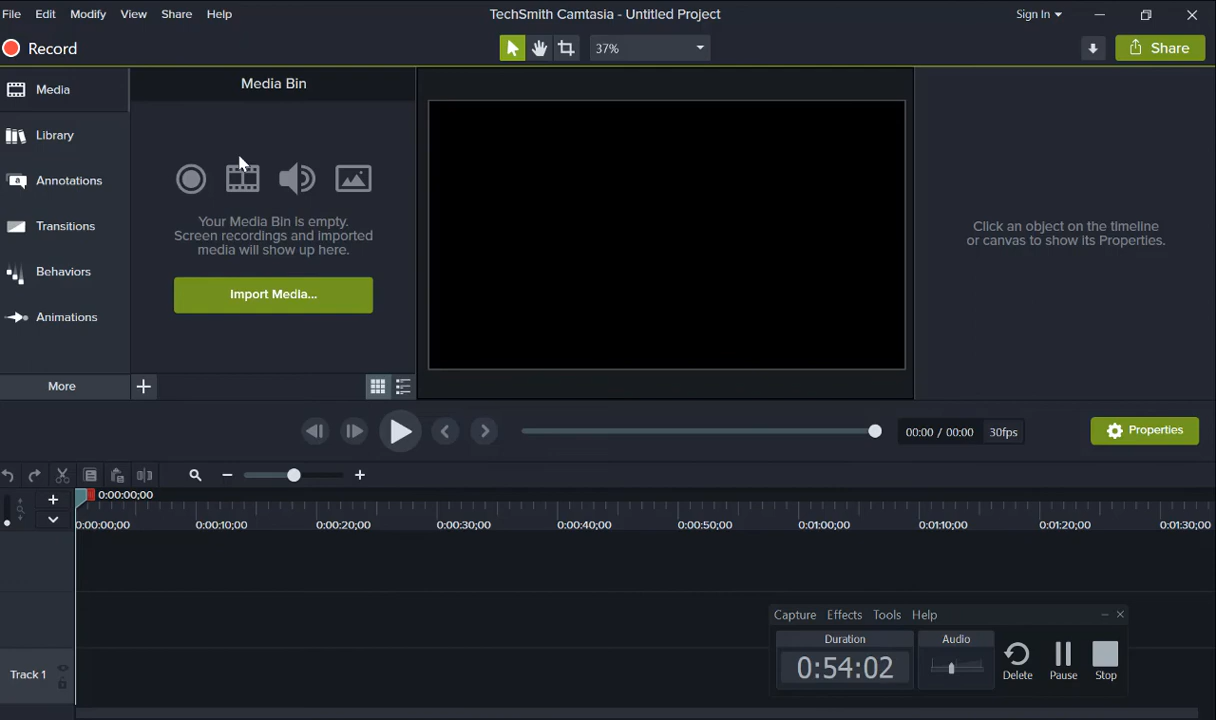 File Edit Modify View Share Help
TechSmith Camtasia - Untitled Project
Sign In
Record
37%
Share
Media
Library
Annotations
Transitions
Behaviors
Animations
More
Media Bin
Your Media Bin is empty.
Screen recordings and imported
media will show up here.
Import Media...
Click an object on the timeline
or canvas to show its Properties.
00:00 / 00:00
30fps
Properties
0:00:00;00
0:00:00;00 0:00:10;00 0:00:20;00 0:00:30;00 0:00:40;00 0:00:50;00 0:01:00;00 0:01:10;00 0:01:20;00 0:01:30;00
Track 1
Capture Effects Tools Help
Duration
0:54:02
Audio
Delete
Pause
Stop